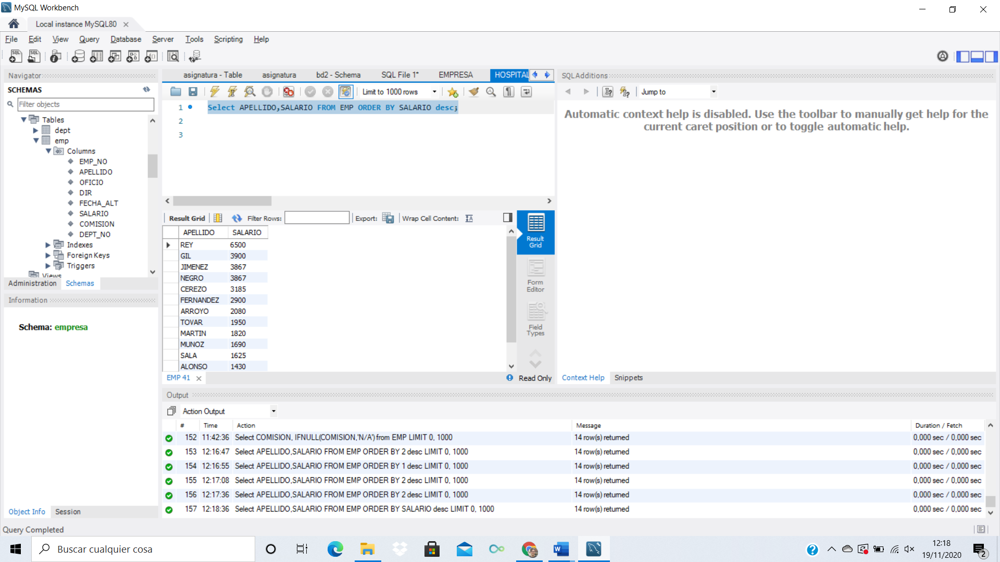 MySQL Workbench
Local instance MySQL80
File Edit View Query Database Server Tools Scripting Help
Navigator
SCHEMAS
Filter objects
Tables
dept
emp
Columns
EMP_NO
APELLIDO
OFICIO
DIR
FECHA_ALT
SALARIO
COMISION
DEPT_NO
Indexes
Foreign Keys
Triggers
Views
Administration Schemas
Information
Schema: empresa
Object Info Session
asignatura - Table asignatura bd2 - Schema SQL File 1* EMPRESA HOSPITAL
Limit to 1000 rows
1 Select APELLIDO,SALARIO FROM EMP ORDER BY SALARIO desc;
2
3
Result Grid Filter Rows: Export: Wrap Cell Content:
APELLIDO SALARIO
REY 6500
GIL 3900
JIMENEZ 3867
NEGRO 3867
CEREZO 3185
FERNANDEZ 2900
ARROYO 2080
TOVAR 1950
MARTIN 1820
MUNOZ 1690
SALA 1625
ALONSO 1430
Result Grid
Form Editor
Field Types
EMP 41 Read Only
SQLAdditions
Jump to
Automatic context help is disabled. Use the toolbar to manually get help for the
current caret position or to toggle automatic help.
Context Help Snippets
Output
Action Output
# Time Action Message Duration / Fetch
152 11:42:36 Select COMISION, IFNULL(COMISION,'N/A') from EMP LIMIT 0, 1000 14 row(s) returned 0,000 sec / 0,000 sec
153 12:16:47 Select APELLIDO,SALARIO FROM EMP ORDER BY 2 desc LIMIT 0, 1000 14 row(s) returned 0,000 sec / 0,000 sec
154 12:16:55 Select APELLIDO,SALARIO FROM EMP ORDER BY 1 desc LIMIT 0, 1000 14 row(s) returned 0,000 sec / 0,000 sec
155 12:17:08 Select APELLIDO,SALARIO FROM EMP ORDER BY 2 desc LIMIT 0, 1000 14 row(s) returned 0,000 sec / 0,000 sec
156 12:17:36 Select APELLIDO,SALARIO FROM EMP ORDER BY 2 desc LIMIT 0, 1000 14 row(s) returned 0,000 sec / 0,000 sec
157 12:18:36 Select APELLIDO,SALARIO FROM EMP ORDER BY SALARIO desc LIMIT 0, 1000 14 row(s) returned 0,000 sec / 0,000 sec
Query Completed
Buscar cualquier cosa
12:18
19/11/2020
2